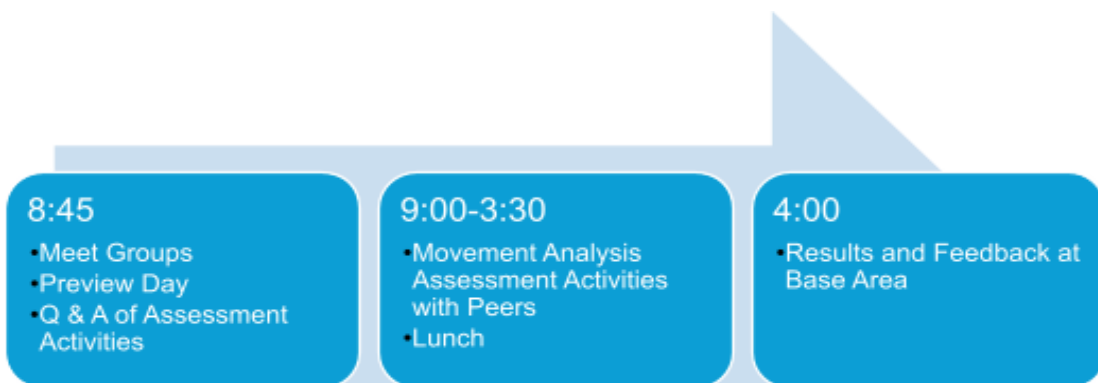 8:45
•Meet Groups
•Preview Day
•Q & A of Assessment
Activities
9:00-3:30
•Movement Analysis
Assessment Activities
with Peers
•Lunch
4:00
•Results and Feedback at
Base Area